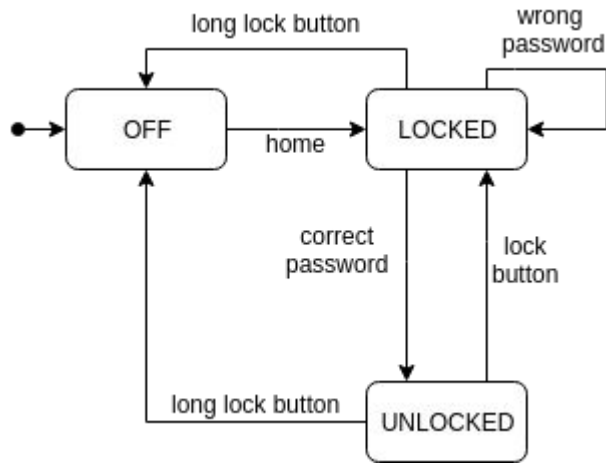 long lock button
wrong
password
OFF
home
LOCKED
correct
password
lock
button
long lock button
UNLOCKED